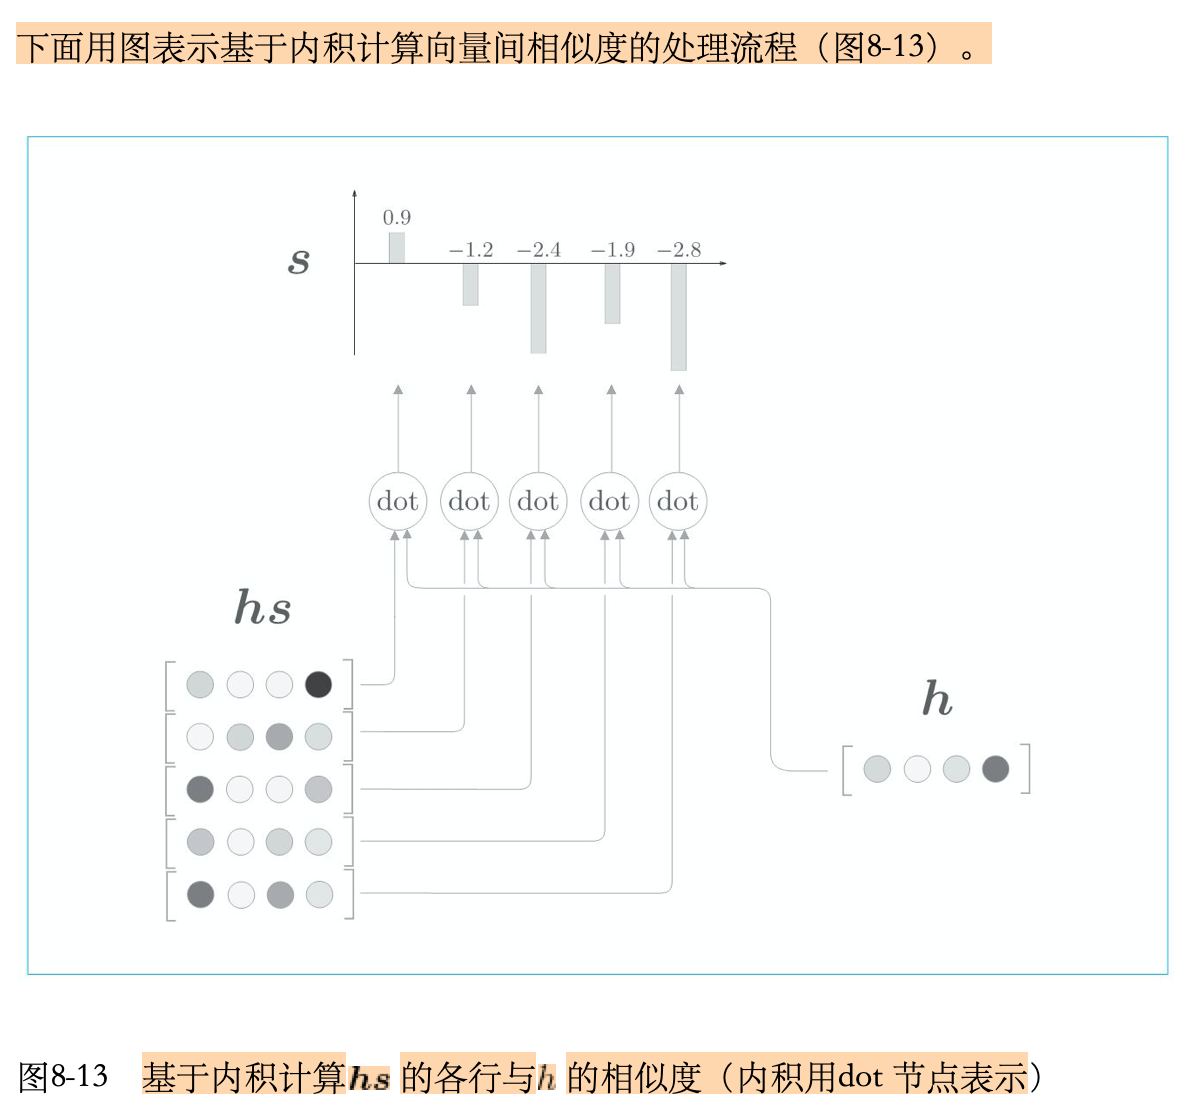 下面用图表示基于内积计算向量间相似度的处理流程（图8-13）。
0.9
s
−1.2 −2.4 −1.9 −2.8
dot dot dot dot dot
hs
h
图8-13 基于内积计算hs 的各行与h 的相似度（内积用dot 节点表示）